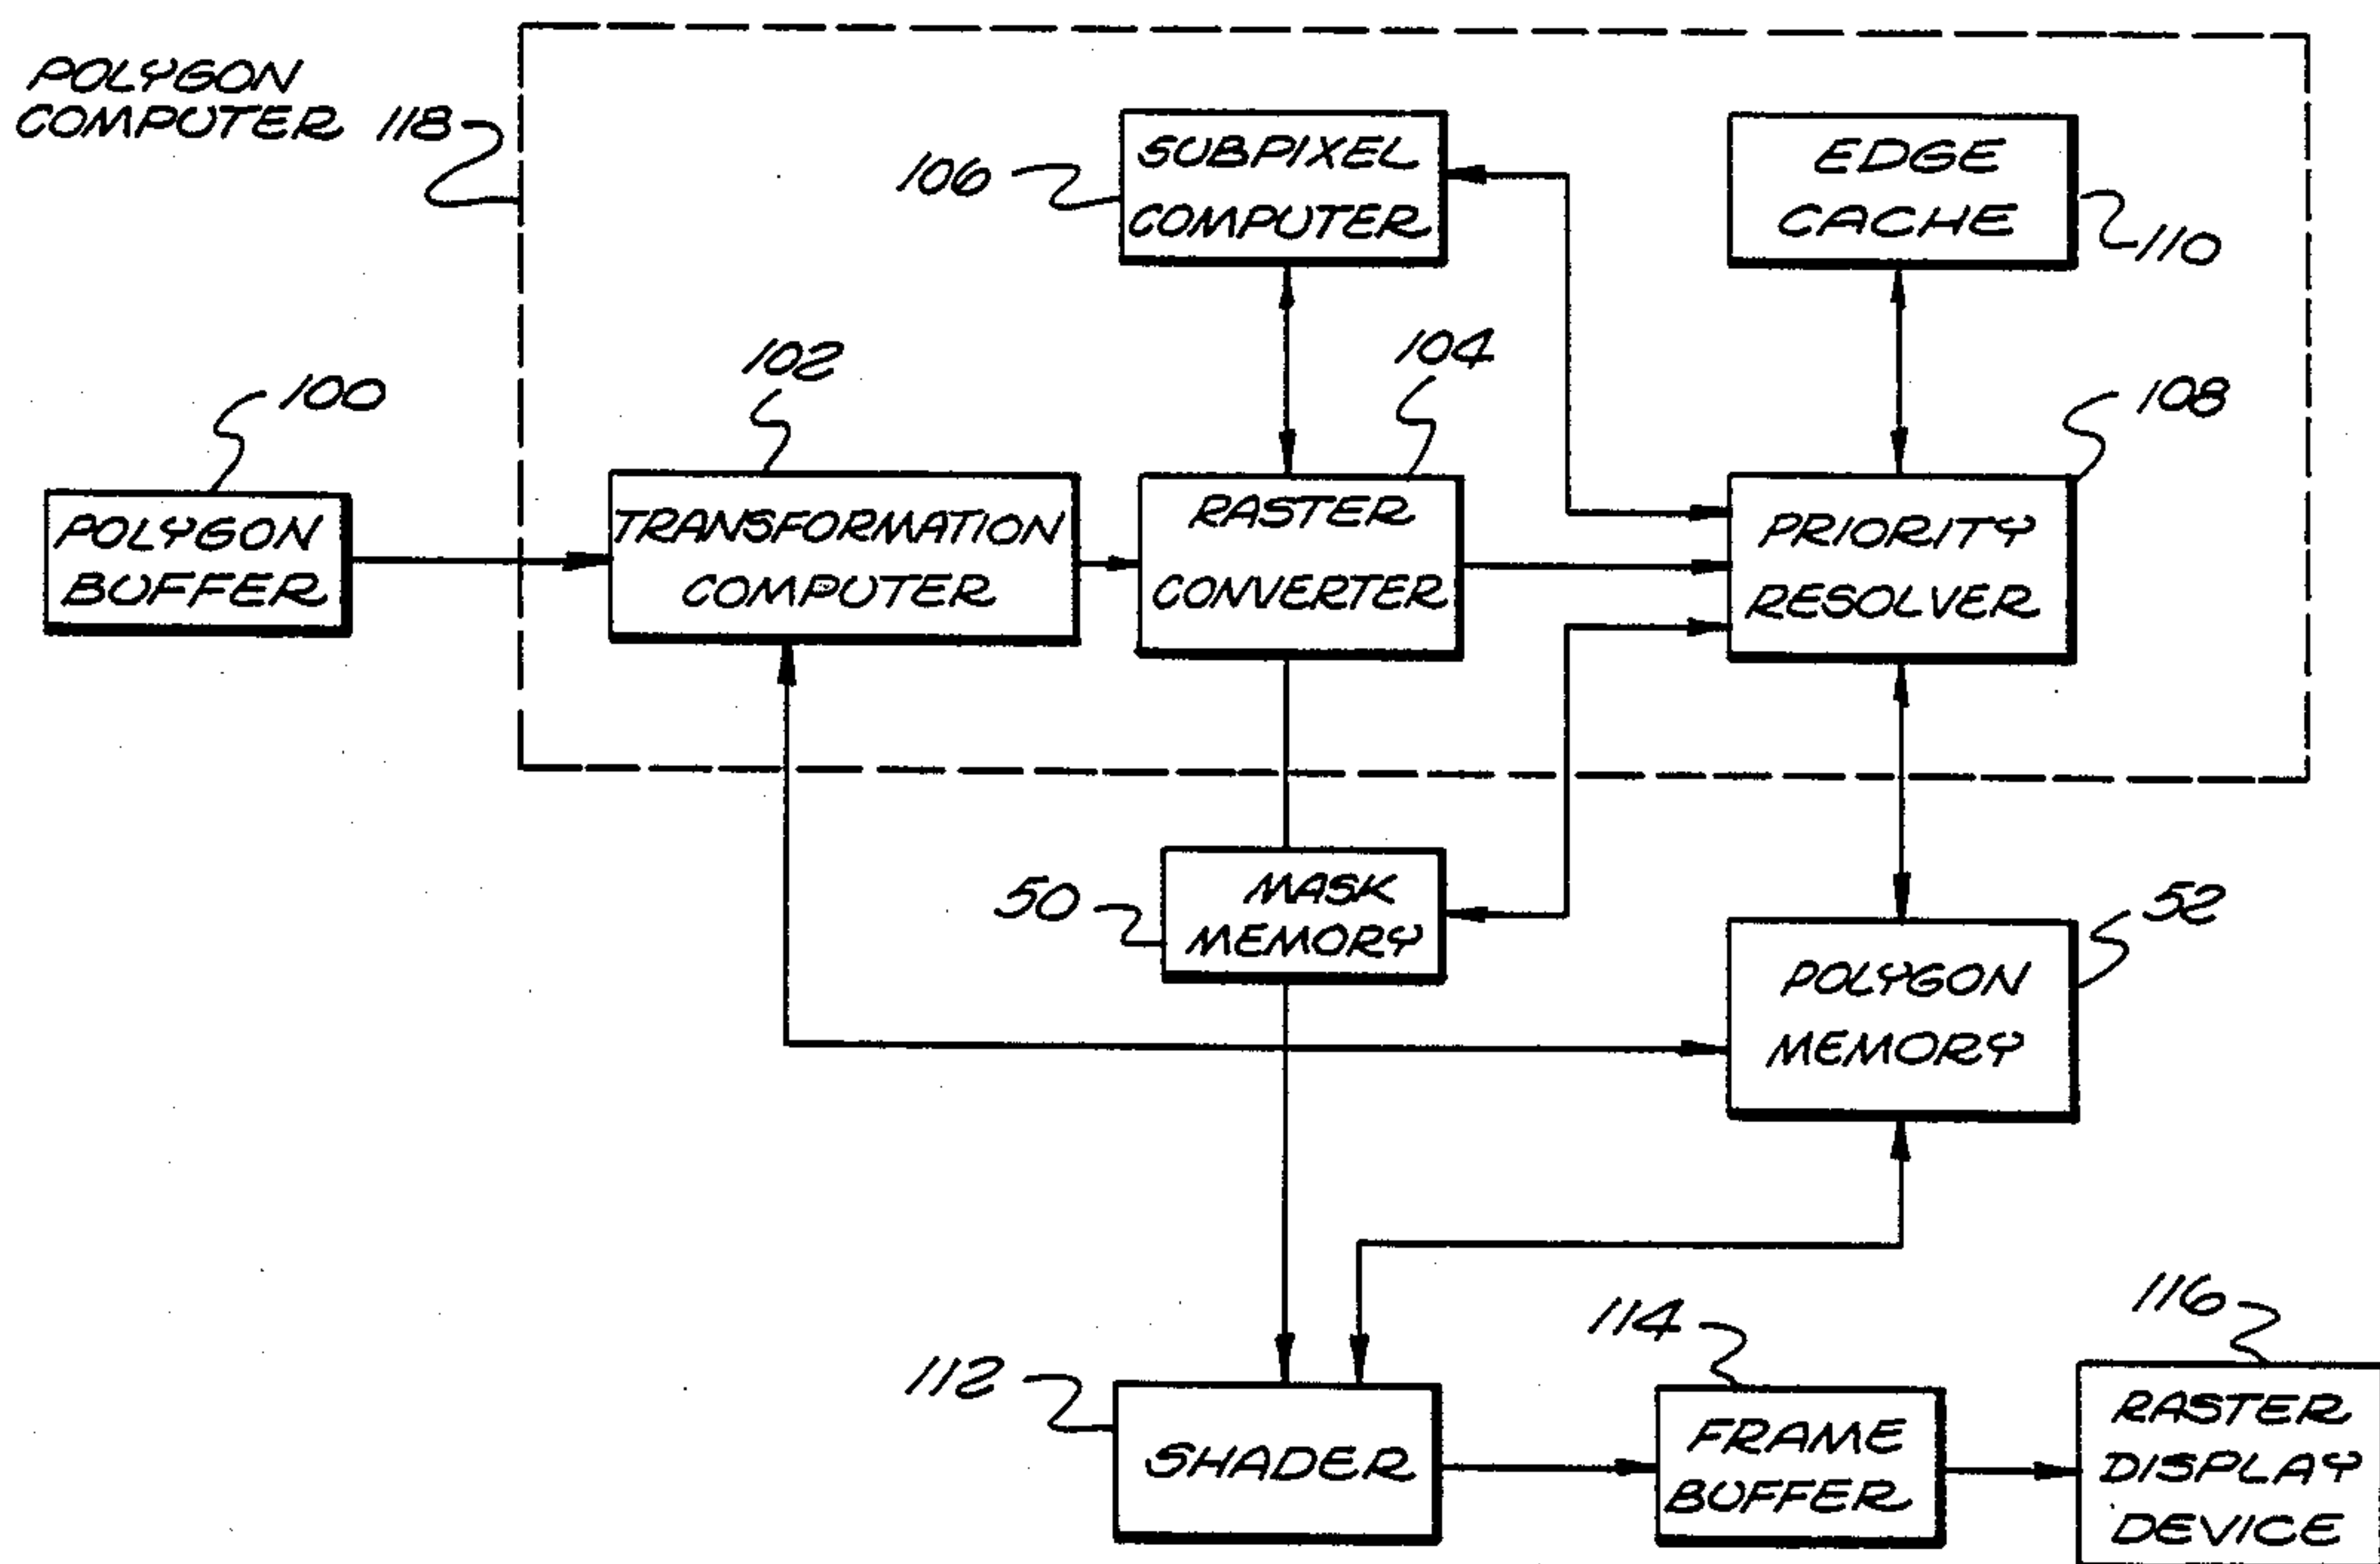 POLYGON
COMPUTER 118
SUBPIXEL
COMPUTER
106
EDGE
CACHE
110
102
104
100
108
POLYGON
BUFFER
TRANSFORMATION
COMPUTER
RASTER
CONVERTER
PRIORITY
RESOLVER
50
MASK
MEMORY
52
POLYGON
MEMORY
112
SHADER
114
FRAME
BUFFER
116
RASTER
DISPLAY
DEVICE